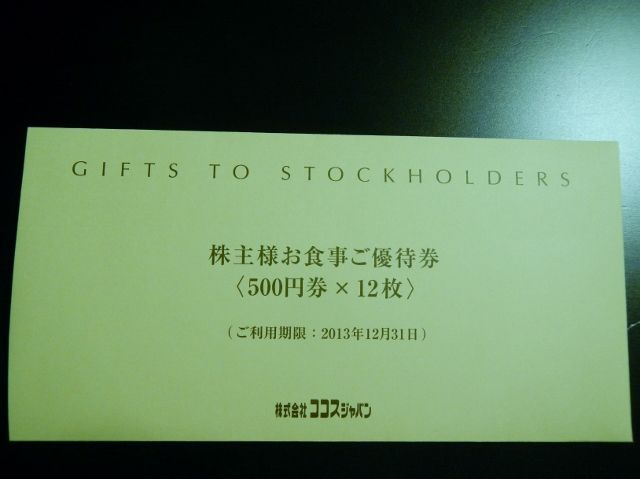 GIFTS TO STOCKHOLDERS
株主様お食事ご優待券
〈500円券 × 12枚〉
(ご利用期限：2013年12月31日)
株式会社 ココスジャパン